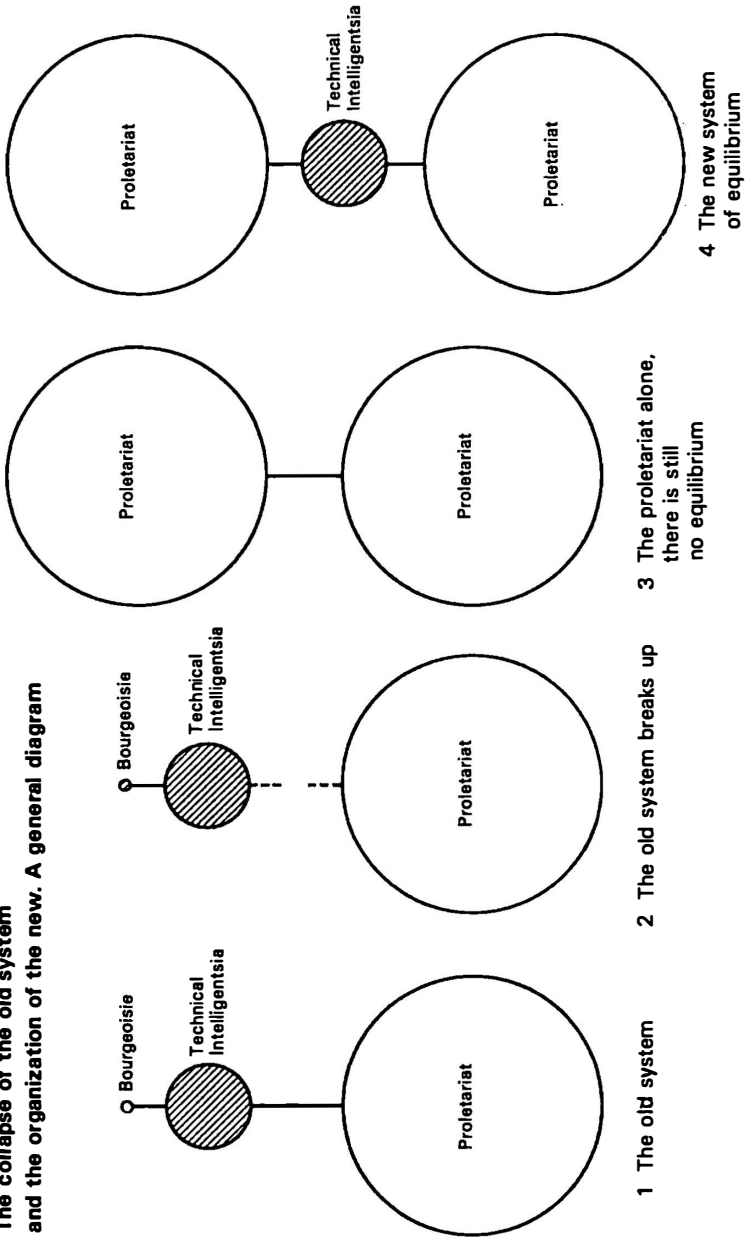 The collapse of the old system
and the organization of the new. A general diagram
Bourgeoisie
Technical
Intelligentsia
Proletariat
1 The old system
Bourgeoisie
Technical
Intelligentsia
Proletariat
2 The old system breaks up
Proletariat
Proletariat
3 The proletariat alone,
there is still
no equilibrium
Proletariat
Technical
Intelligentsia
Proletariat
4 The new system
of equilibrium